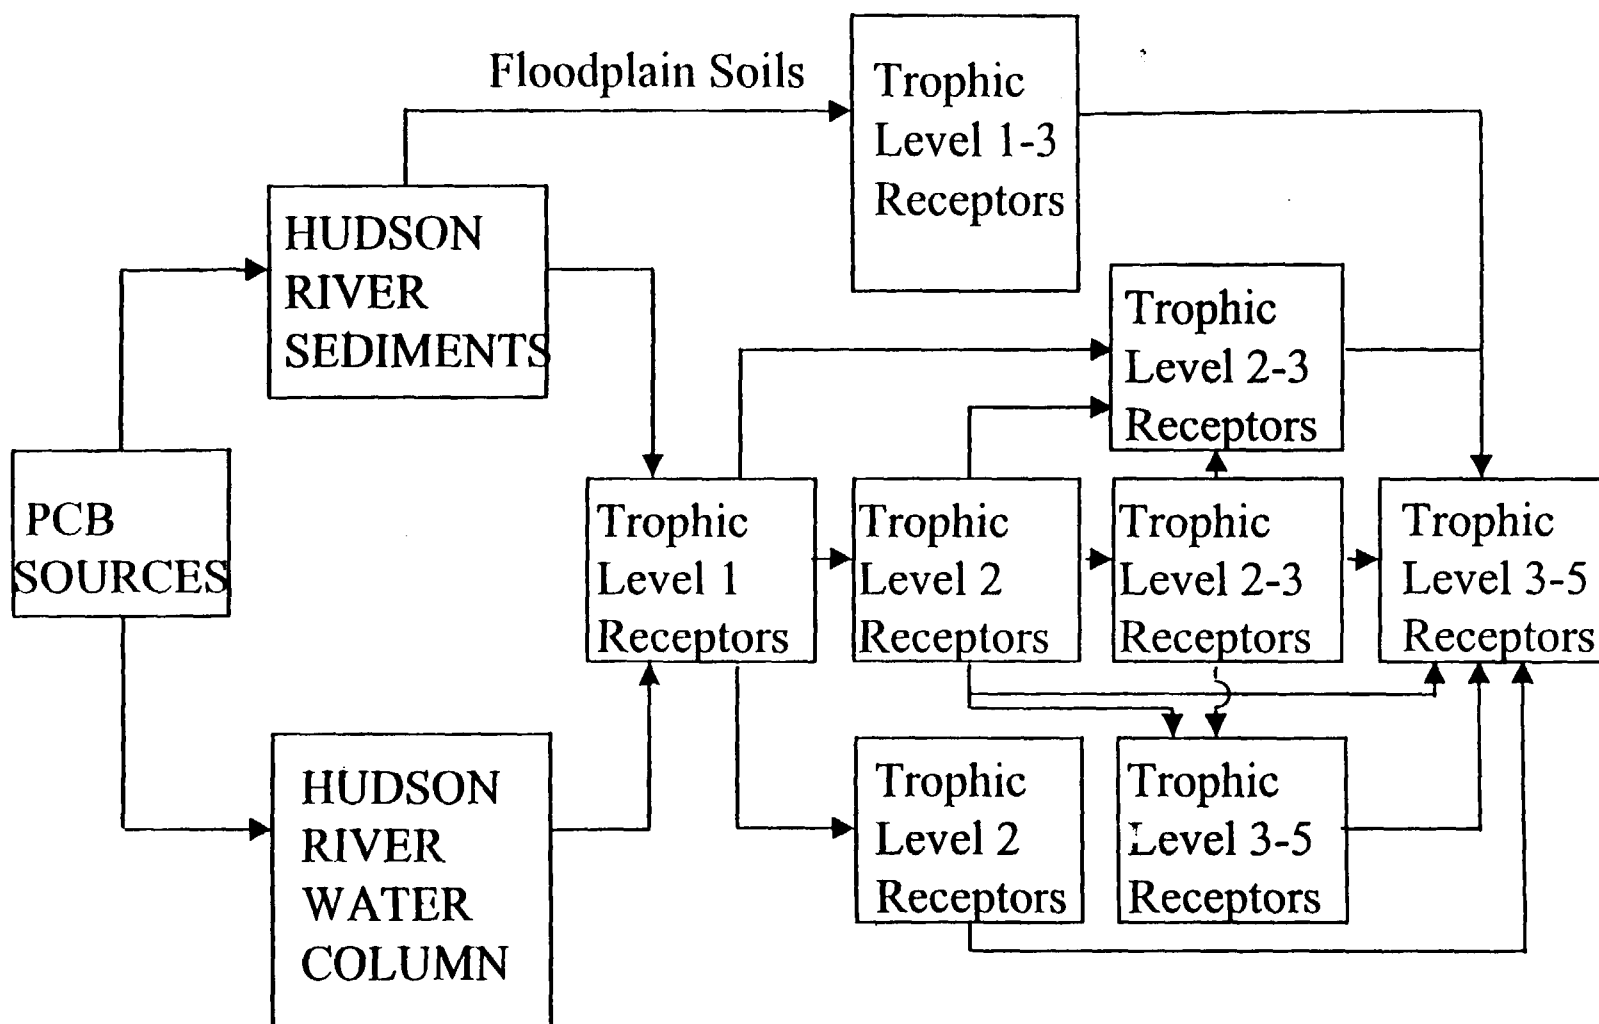 Floodplain Soils
Trophic
Level 1-3
Receptors
HUDSON
RIVER
SEDIMENTS
Trophic
Level 2-3
Receptors
PCB
SOURCES
Trophic
Level 1
Receptors
Trophic
Level 2
Receptors
Trophic
Level 2-3
Receptors
Trophic
Level 3-5
Receptors
HUDSON
RIVER
WATER
COLUMN
Trophic
Level 2
Receptors
Trophic
Level 3-5
Receptors